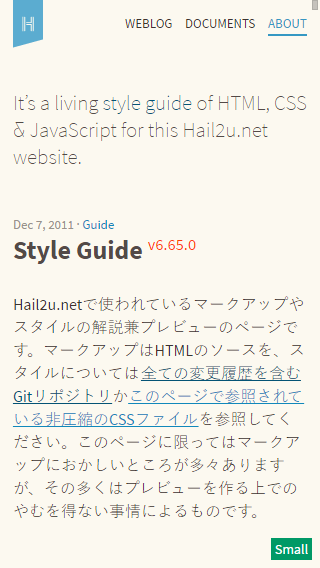 H
WEBLOG DOCUMENTS ABOUT
It's a living style guide of HTML, CSS
& JavaScript for this Hail2u.net
website.
Dec 7, 2011 · Guide
Style Guide v6.65.0
Hail2u.netで使われているマークアップや
スタイルの解説兼プレビューのページで
す。マークアップはHTMLのソースを、ス
タイルについては全ての変更履歴を含む
Gitリポジトリかこのページで参照されて
いる非圧縮のCSSファイルを参照してく
ださい。このページに限ってはマークア
ップにおかしいところが多々あります
が、その多くはプレビューを作る上での
やむを得ない事情によるものです。
Small